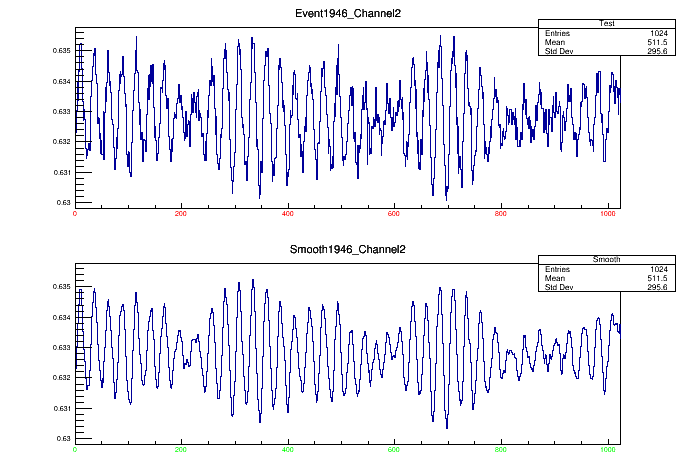 Event1946_Channel2
Test
Entries 1024
Mean 511.5
Std Dev 295.6
0.635
0.634
0.633
0.632
0.631
0.63
0 200 400 600 800 1000
Smooth1946_Channel2
Smooth
Entries 1024
Mean 511.5
Std Dev 295.6
0.635
0.634
0.633
0.632
0.631
0.63
0 200 400 600 800 1000